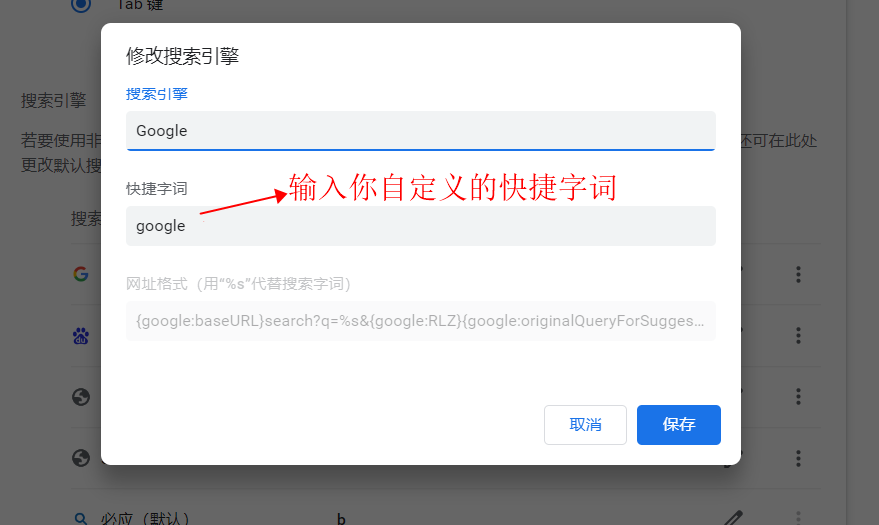 Tab 键
修改搜索引擎
搜索引擎
搜索引擎
Google
若要使用非
还可在此处
更改默认搜
快捷字词
输入你自定义的快捷字词
google
搜索
网址格式（用“%s”代替搜索字词）
{google:baseURL}search?q=%s&{google:RLZ}{google:originalQueryForSugges...
取消
保存
必应（默认）
b